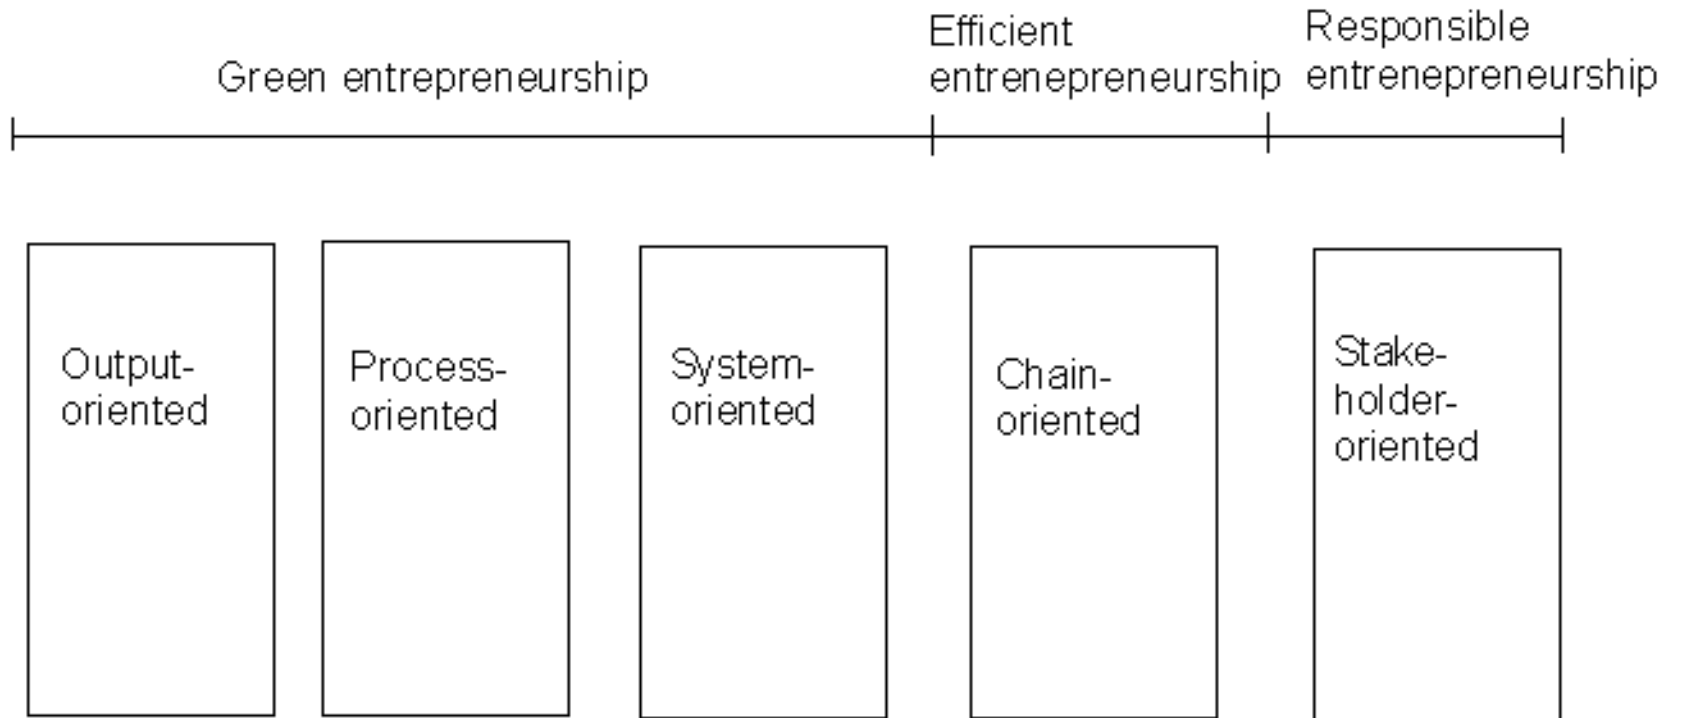 Green entrepreneurship
Efficient
entrenepreneurship
Responsible
entrenepreneurship
Output-
oriented
Process-
oriented
System-
oriented
Chain-
oriented
Stake-
holder-
oriented